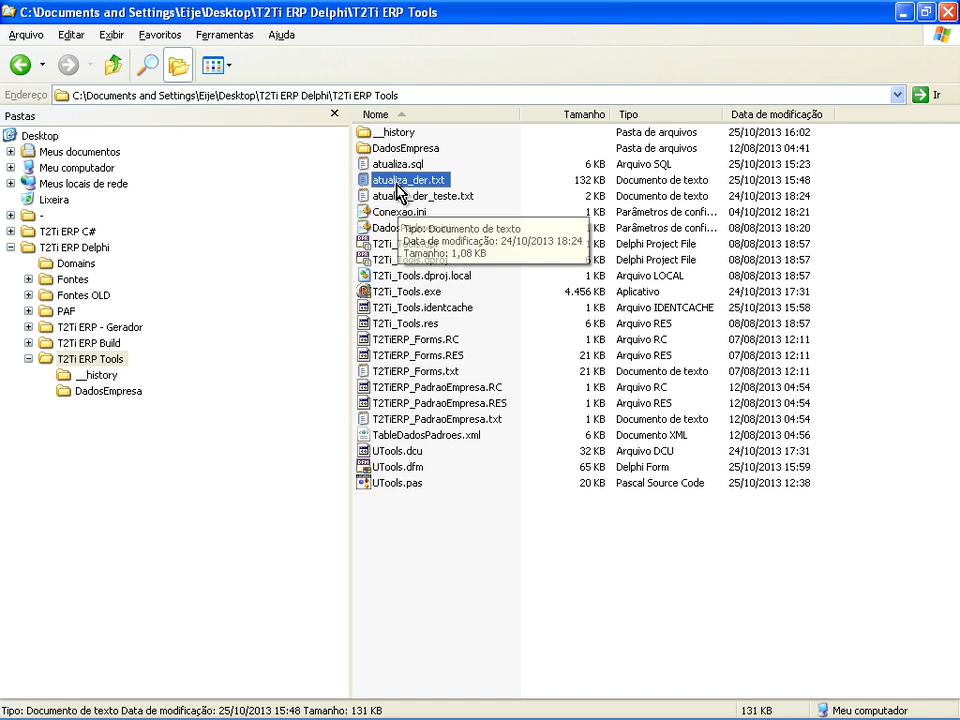 C:\Documents and Settings\Eije\Desktop\T2Ti ERP Delphi\T2Ti ERP Tools
Arquivo Editar Exibir Favoritos Ferramentas Ajuda
Endereço C:\Documents and Settings\Eije\Desktop\T2Ti ERP Delphi\T2Ti ERP Tools Ir
Pastas
Desktop
Meus documentos
Meu computador
Meus locais de rede
Lixeira
-
T2Ti ERP C#
T2Ti ERP Delphi
Domains
Fontes
Fontes OLD
PAF
T2Ti ERP - Gerador
T2Ti ERP Build
T2Ti ERP Tools
__history
DadosEmpresa
Nome Tamanho Tipo Data de modificação
__history Pasta de arquivos 25/10/2013 16:02
DadosEmpresa Pasta de arquivos 12/08/2013 04:41
atualiza.sql 6 KB Arquivo SQL 25/10/2013 15:23
atualiza_der.txt 132 KB Documento de texto 25/10/2013 15:48
atualiza_der_teste.txt 2 KB Documento de texto 24/10/2013 18:24
Conexao.ini 1 KB Parâmetros de confi... 04/10/2012 18:21
Dados 1 KB Parâmetros de confi... 08/08/2013 18:20
T2Ti_ KB Delphi Project File 08/08/2013 18:57
T2Ti_Tools.dproj KB Delphi Project File 08/08/2013 18:57
Tipo: Documento de texto
Data de modificação: 24/10/2013 18:24
Tamanho: 1,08 KB
T2Ti_Tools.dproj.local 1 KB Arquivo LOCAL 25/10/2013 15:58
T2Ti_Tools.exe 4.456 KB Aplicativo 24/10/2013 17:31
T2Ti_Tools.identcache 1 KB Arquivo IDENTCACHE 25/10/2013 16:02
T2Ti_Tools.res 6 KB Arquivo RES 08/08/2013 18:57
T2TiERP_Forms.RC 1 KB Arquivo RC 07/08/2013 12:11
T2TiERP_Forms.RES 21 KB Arquivo RES 07/08/2013 12:11
T2TiERP_Forms.txt 21 KB Documento de texto 07/08/2013 12:11
T2TiERP_PadraoEmpresa.RC 1 KB Arquivo RC 12/08/2013 04:54
T2TiERP_PadraoEmpresa.RES 1 KB Arquivo RES 12/08/2013 04:54
T2TiERP_PadraoEmpresa.txt 1 KB Documento de texto 12/08/2013 04:54
TableDadosPadroes.xml 6 KB Documento XML 12/08/2013 04:56
UTools.dcu 32 KB Arquivo DCU 24/10/2013 17:31
UTools.dfm 65 KB Delphi Form 25/10/2013 15:59
UTools.pas 20 KB Pascal Source Code 25/10/2013 12:38
Tipo: Documento de texto Data de modificação: 25/10/2013 15:48 Tamanho: 131 KB 131 KB Meu computador